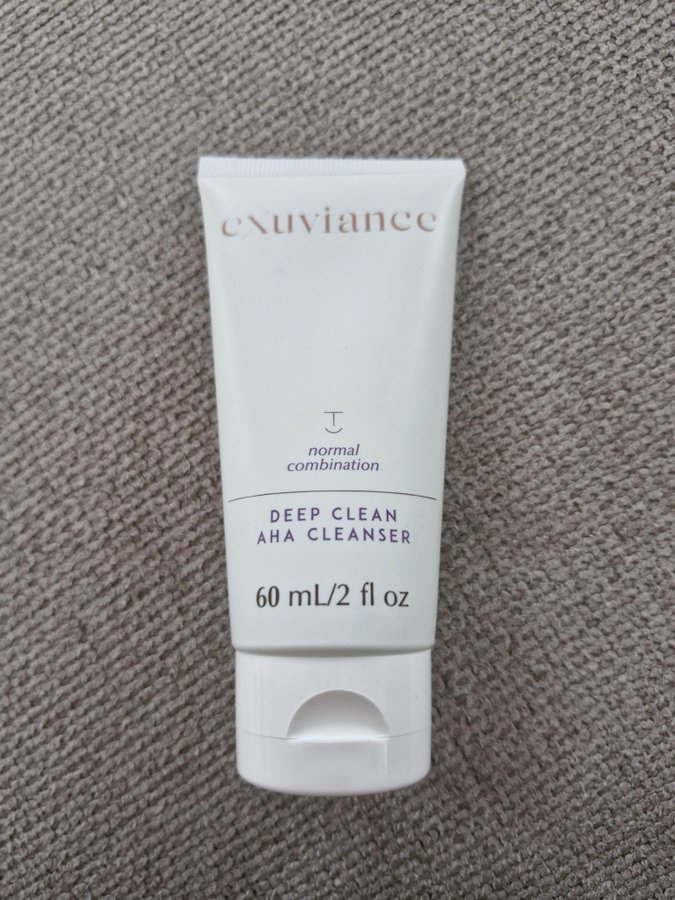 exuviance
normal
combination
DEEP CLEAN
AHA CLEANSER
60 mL/2 fl oz